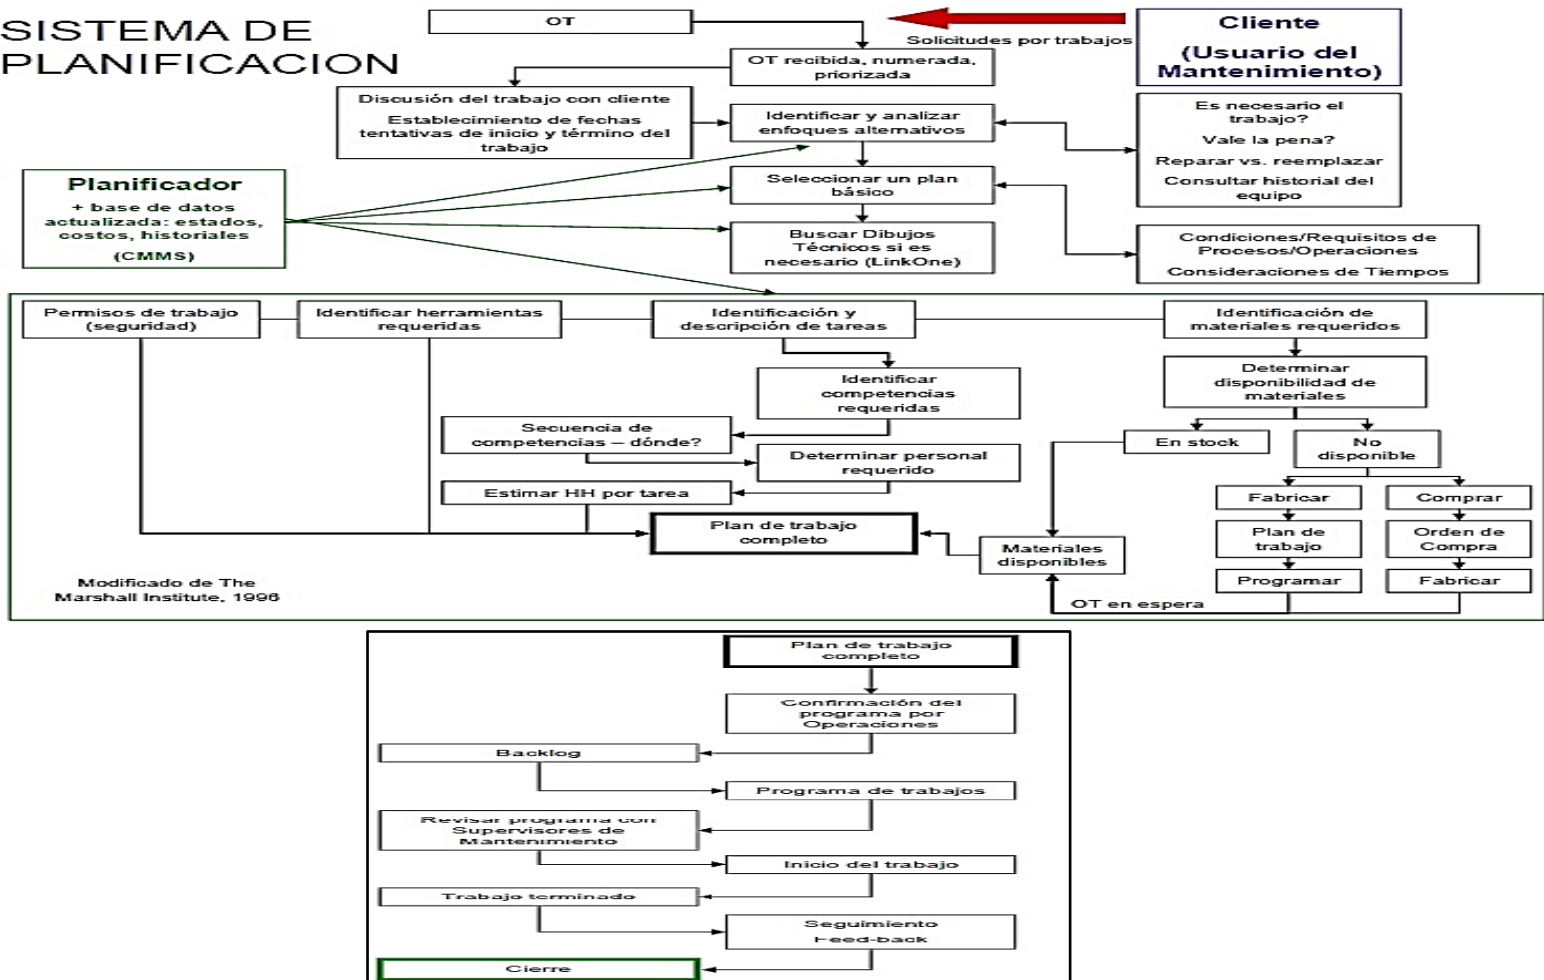 SISTEMA DE
PLANIFICACION
OT
Solicitudes por trabajos
Cliente
(Usuario del
Mantenimiento)
OT recibida, numerada,
priorizada
Discusión del trabajo con cliente
Establecimiento de fechas
tentativas de inicio y término del
trabajo
Identificar y analizar
enfoques alternativos
Es necesario el
trabajo?
Vale la pena?
Reparar vs. reemplazar
Consultar historial del
equipo
Planificador
+ base de datos
actualizada: estados,
costos, historiales
(CMMS)
Seleccionar un plan
básico
Buscar Dibujos
Técnicos si es
necesario (LinkOne)
Condiciones/Requisitos de
Procesos/Operaciones
Consideraciones de Tiempos
Permisos de trabajo
(seguridad)
Identificar herramientas
requeridas
Identificación y
descripción de tareas
Identificación de
materiales requeridos
Identificar
competencias
requeridas
Determinar
disponibilidad de
materiales
Secuencia de
competencias – dónde?
En stock
No
disponible
Determinar personal
requerido
Estimar HH por tarea
Fabricar
Comprar
Plan de trabajo
completo
Plan de
trabajo
Orden de
Compra
Materiales
disponibles
Programar
Fabricar
Modificado de The
Marshall Institute, 1996
OT en espera
Plan de trabajo
completo
Confirmación del
programa por
Operaciones
Backlog
Programa de trabajos
Revisar programa con
Supervisores de
Mantenimiento
Inicio del trabajo
Trabajo terminado
Seguimiento
Feed-back
Cierre